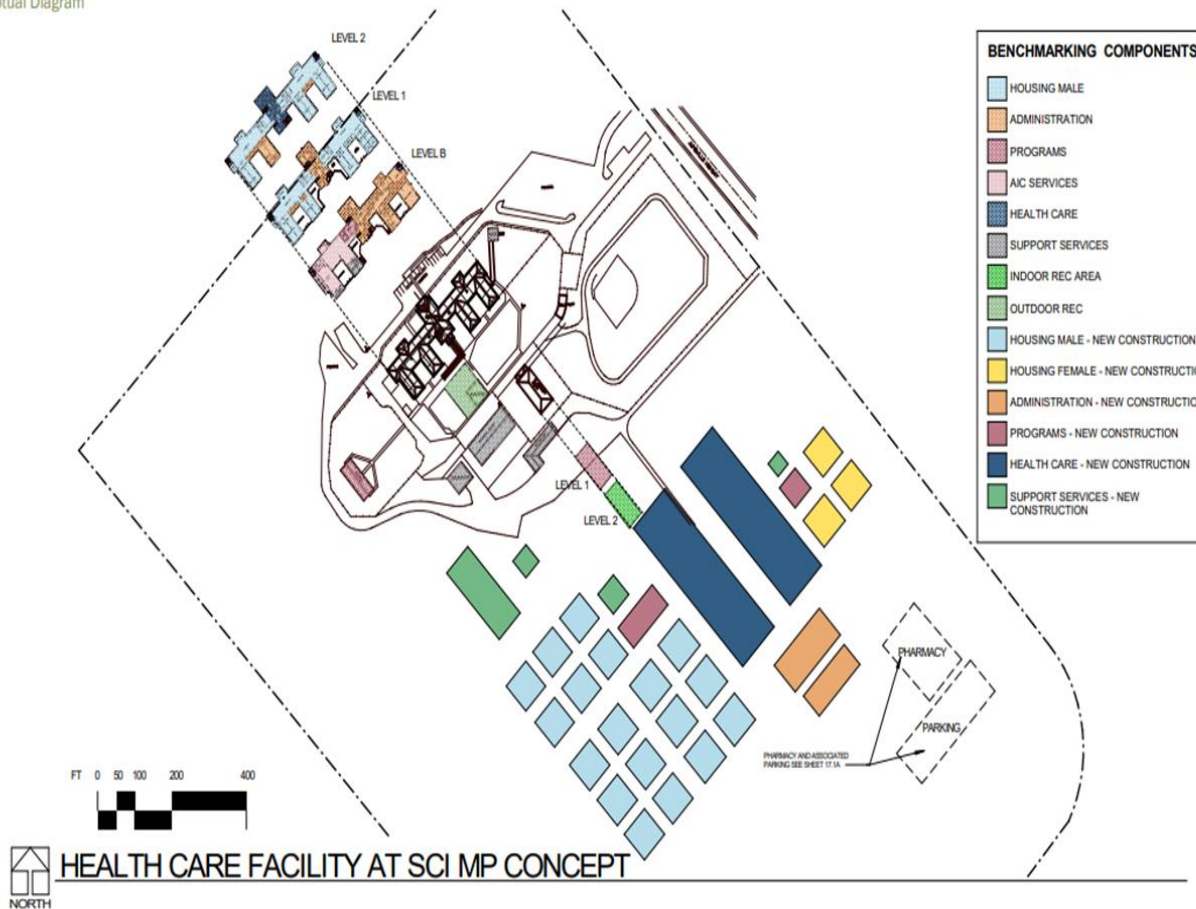 ptual Diagram
LEVEL 2
LEVEL 1
LEVEL B
BENCHMARKING COMPONENTS
HOUSING MALE
ADMINISTRATION
PROGRAMS
AIC SERVICES
HEALTH CARE
SUPPORT SERVICES
INDOOR REC AREA
OUTDOOR REC
HOUSING MALE - NEW CONSTRUCTION
HOUSING FEMALE - NEW CONSTRUCTIO
ADMINISTRATION - NEW CONSTRUCTIO
PROGRAMS - NEW CONSTRUCTION
HEALTH CARE - NEW CONSTRUCTION
SUPPORT SERVICES - NEW
CONSTRUCTION
LEVEL 1
LEVEL 2
PHARMACY
PARKING
PHARMACY AND ASSOCIATED
PARKING SEE SHEET 17.1A
FT 0 50 100 200 400
HEALTH CARE FACILITY AT SCI MP CONCEPT
NORTH